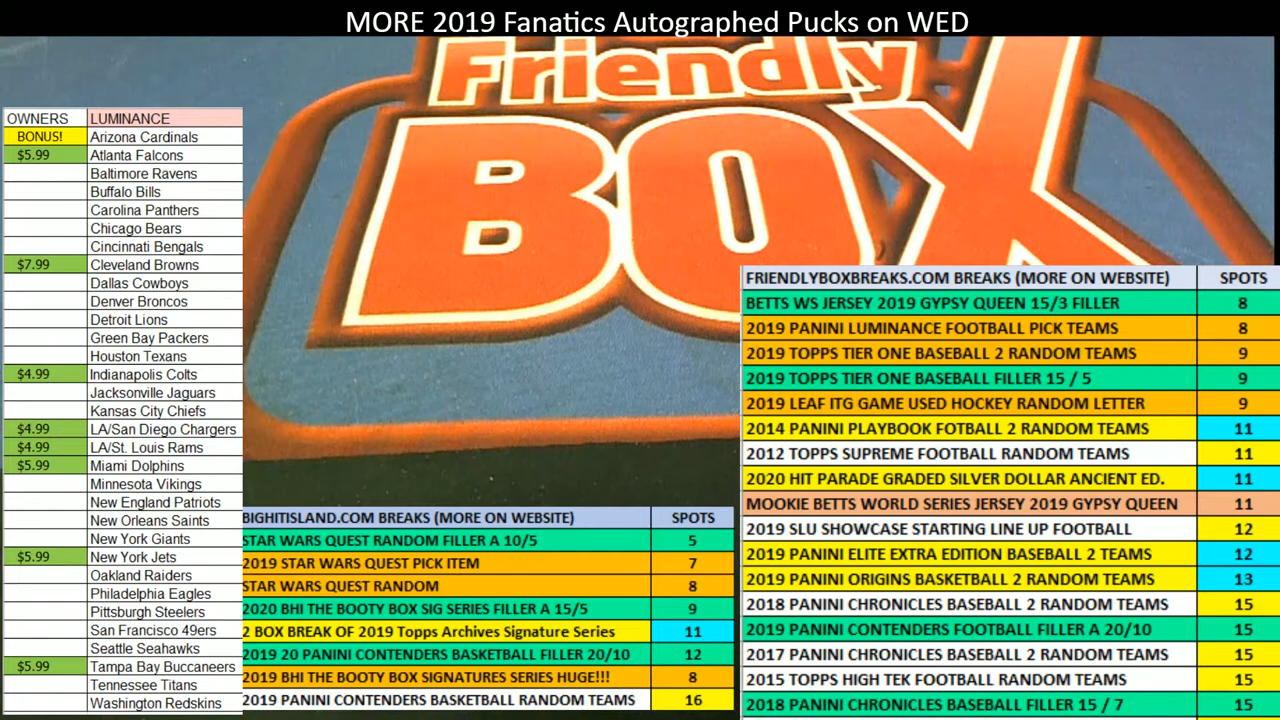 MORE 2019 Fanatics Autographed Pucks on WED
Friendly
BOX
OWNERS LUMINANCE
BONUS! Arizona Cardinals
$5.99 Atlanta Falcons
Baltimore Ravens
Buffalo Bills
Carolina Panthers
Chicago Bears
Cincinnati Bengals
$7.99 Cleveland Browns
Dallas Cowboys
Denver Broncos
Detroit Lions
Green Bay Packers
Houston Texans
$4.99 Indianapolis Colts
Jacksonville Jaguars
Kansas City Chiefs
$4.99 LA/San Diego Chargers
$4.99 LA/St. Louis Rams
$5.99 Miami Dolphins
Minnesota Vikings
New England Patriots
New Orleans Saints
New York Giants
$5.99 New York Jets
Oakland Raiders
Philadelphia Eagles
Pittsburgh Steelers
San Francisco 49ers
Seattle Seahawks
$5.99 Tampa Bay Buccaneers
Tennessee Titans
Washington Redskins
BIGHITISLAND.COM BREAKS (MORE ON WEBSITE) SPOTS
STAR WARS QUEST RANDOM FILLER A 10/5 5
2019 STAR WARS QUEST PICK ITEM 7
STAR WARS QUEST RANDOM 8
2020 BHI THE BOOTY BOX SIG SERIES FILLER A 15/5 9
2 BOX BREAK OF 2019 Topps Archives Signature Series 11
2019 20 PANINI CONTENDERS BASKETBALL FILLER 20/10 12
2019 BHI THE BOOTY BOX SIGNATURES SERIES HUGE!!! 8
2019 PANINI CONTENDERS BASKETBALL RANDOM TEAMS 16
FRIENDLYBOXBREAKS.COM BREAKS (MORE ON WEBSITE) SPOTS
BETTS WS JERSEY 2019 GYPSY QUEEN 15/3 FILLER 8
2019 PANINI LUMINANCE FOOTBALL PICK TEAMS 8
2019 TOPPS TIER ONE BASEBALL 2 RANDOM TEAMS 9
2019 TOPPS TIER ONE BASEBALL FILLER 15 / 5 9
2019 LEAF ITG GAME USED HOCKEY RANDOM LETTER 9
2014 PANINI PLAYBOOK FOTBALL 2 RANDOM TEAMS 11
2012 TOPPS SUPREME FOOTBALL RANDOM TEAMS 11
2020 HIT PARADE GRADED SILVER DOLLAR ANCIENT ED. 11
MOOKIE BETTS WORLD SERIES JERSEY 2019 GYPSY QUEEN 11
2019 SLU SHOWCASE STARTING LINE UP FOOTBALL 12
2019 PANINI ELITE EXTRA EDITION BASEBALL 2 TEAMS 12
2019 PANINI ORIGINS BASKETBALL 2 RANDOM TEAMS 13
2018 PANINI CHRONICLES BASEBALL 2 RANDOM TEAMS 15
2019 PANINI CONTENDERS FOOTBALL FILLER A 20/10 15
2017 PANINI CHRONICLES BASEBALL 2 RANDOM TEAMS 15
2015 TOPPS HIGH TEK FOOTBALL RANDOM TEAMS 15
2018 PANINI CHRONICLES BASEBALL FILLER 15 / 7 15